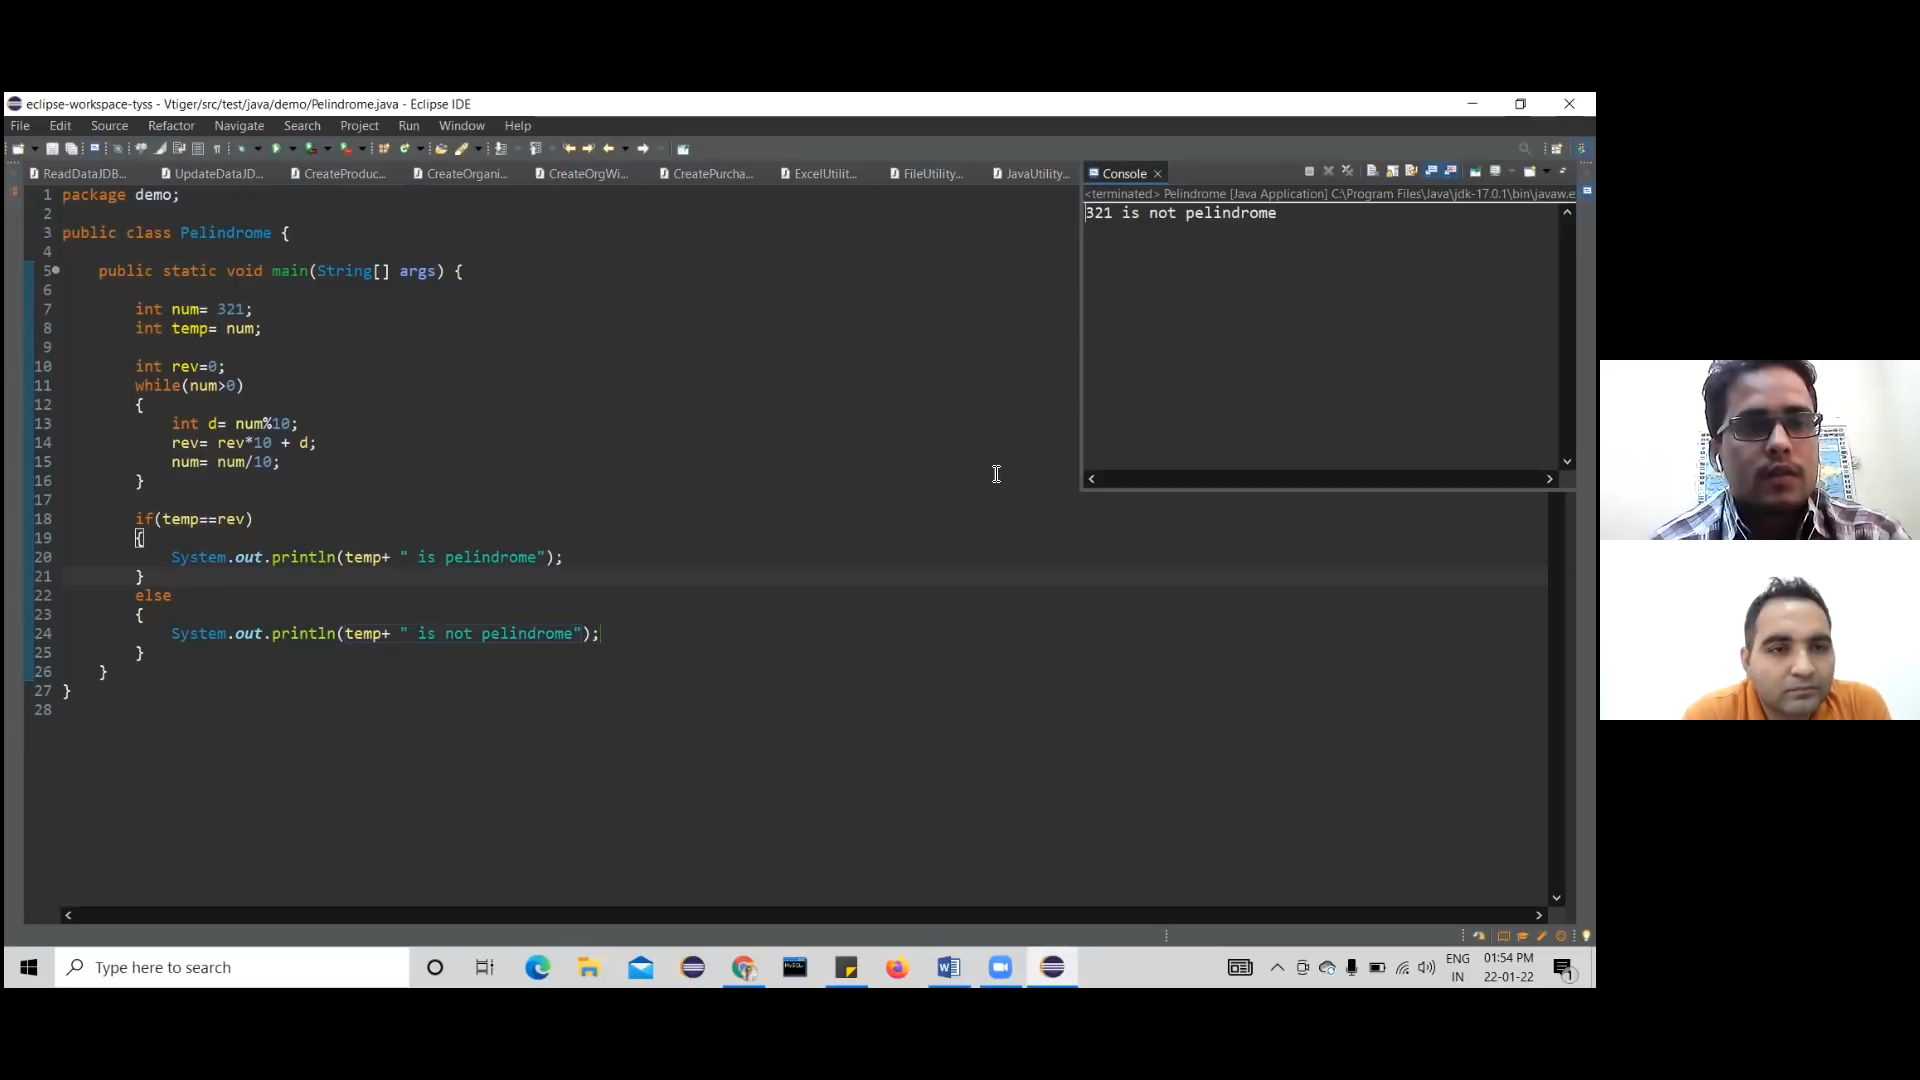 eclipse-workspace-tyss - Vtiger/src/test/java/demo/Pelindrome.java - Eclipse IDE
File Edit Source Refactor Navigate Search Project Run Window Help
ReadDataJDB... UpdateDataJD... CreateProduc... CreateOrgani... CreateOrgWi... CreatePurcha... ExcelUtilit... FileUtility... JavaUtility...
Console
<terminated> Pelindrome [Java Application] C:\Program Files\Java\jdk-17.0.1\bin\javaw.e
321 is not pelindrome
1 package demo;
2
3 public class Pelindrome {
4
5 public static void main(String[] args) {
6
7 int num= 321;
8 int temp= num;
9
10 int rev=0;
11 while(num>0)
12 {
13 int d= num%10;
14 rev= rev*10 + d;
15 num= num/10;
16 }
17
18 if(temp==rev)
19 {
20 System.out.println(temp+ " is pelindrome");
21 }
22 else
23 {
24 System.out.println(temp+ " is not pelindrome");
25 }
26 }
27 }
28
Type here to search
ENG
IN
01:54 PM
22-01-22
1